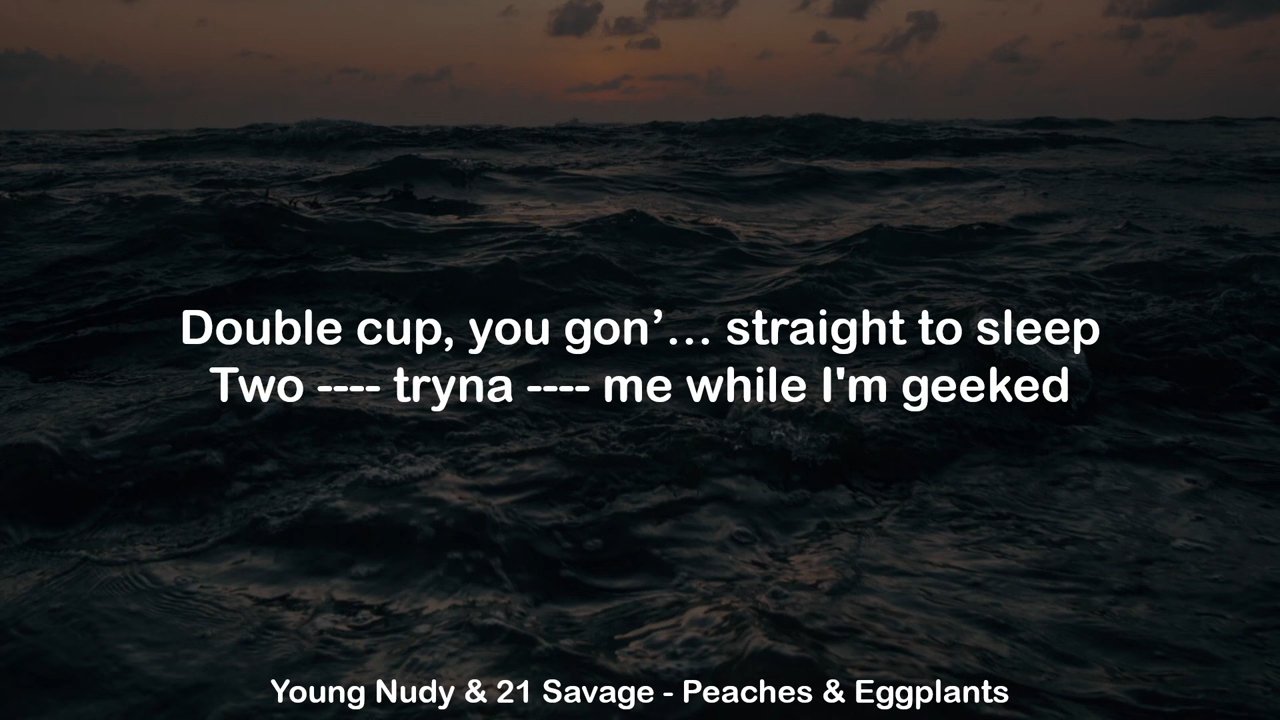 Double cup, you gon’... straight to sleep
Two ---- tryna ---- me while I'm geeked
Young Nudy & 21 Savage - Peaches & Eggplants